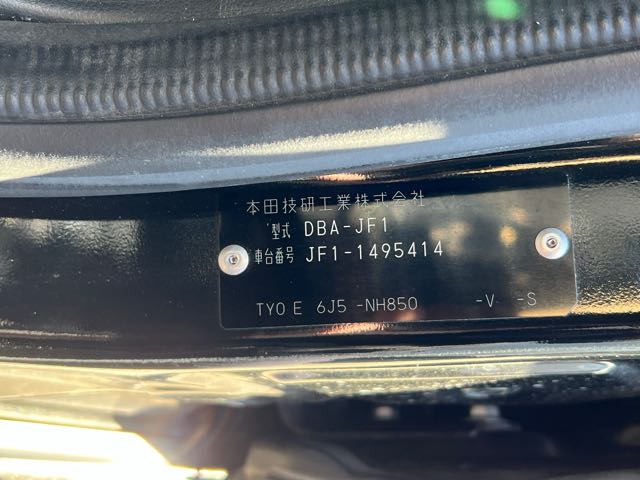 本田技研工業株式会社
型式 DBA-JF1
車台番号 JF1-1495414
TY0 E 6J5 -NH850 -V -S